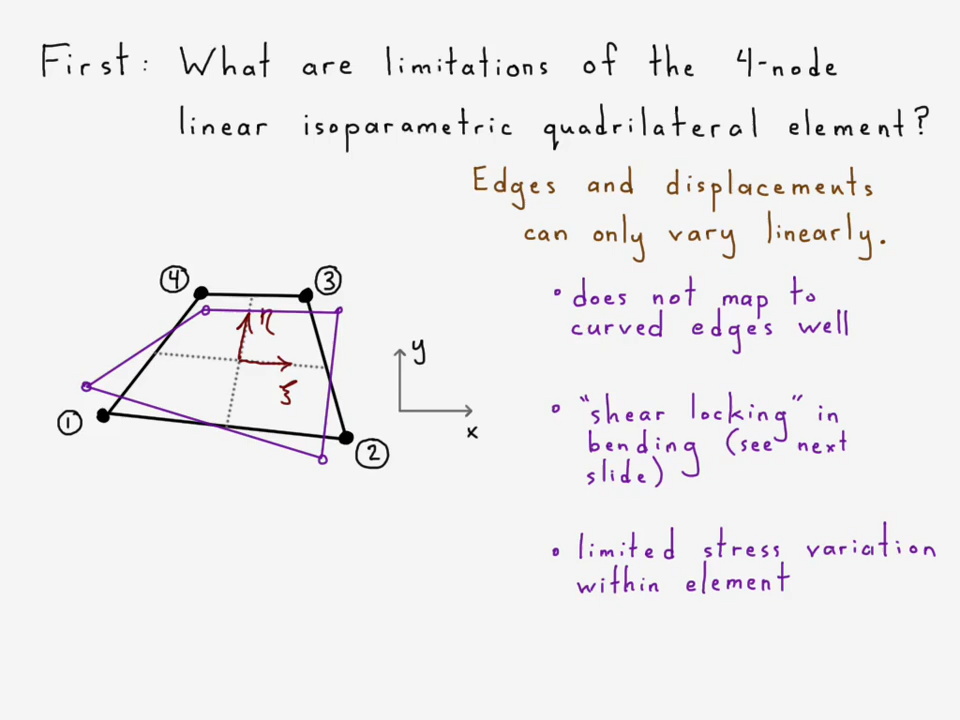 First: What are limitations of the 4-node
linear isoparametric quadrilateral element?
Edges and displacements
can only vary linearly.
• does not map to
curved edges well
• "shear locking" in
bending (see next
slide)
• limited stress variation
within element
④ ③
η
ξ
① ②
y
x